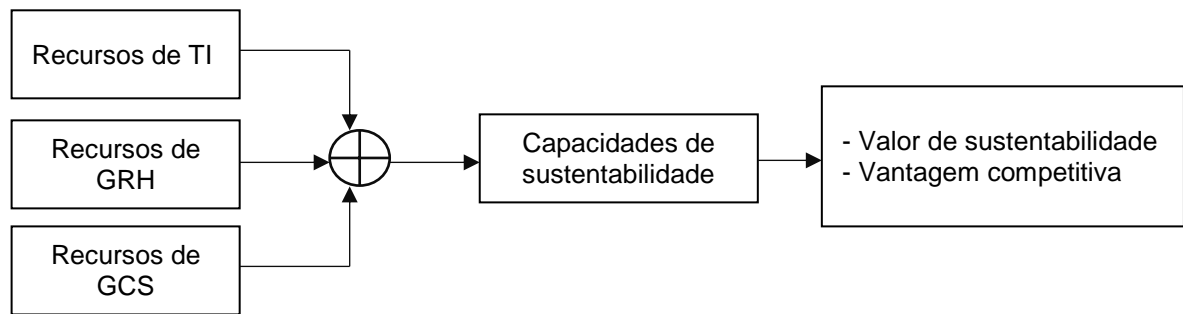 Recursos de TI
Recursos de
GRH
Recursos de
GCS
Capacidades de
sustentabilidade
- Valor de sustentabilidade
- Vantagem competitiva